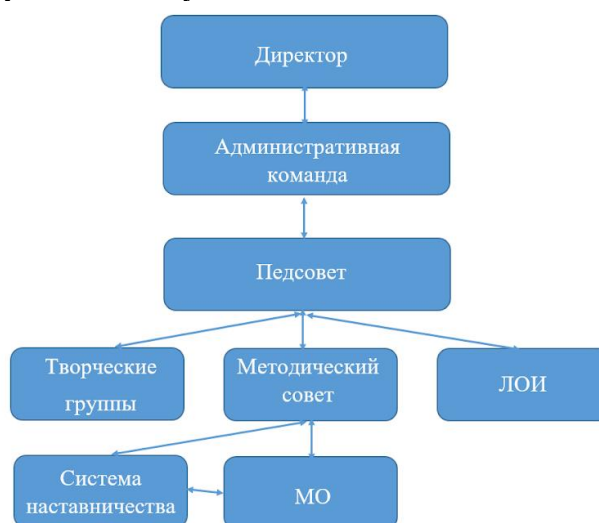 Директор
Административная
команда
Педсовет
Творческие
группы
Методический
совет
ЛОИ
Система
наставничества
МО